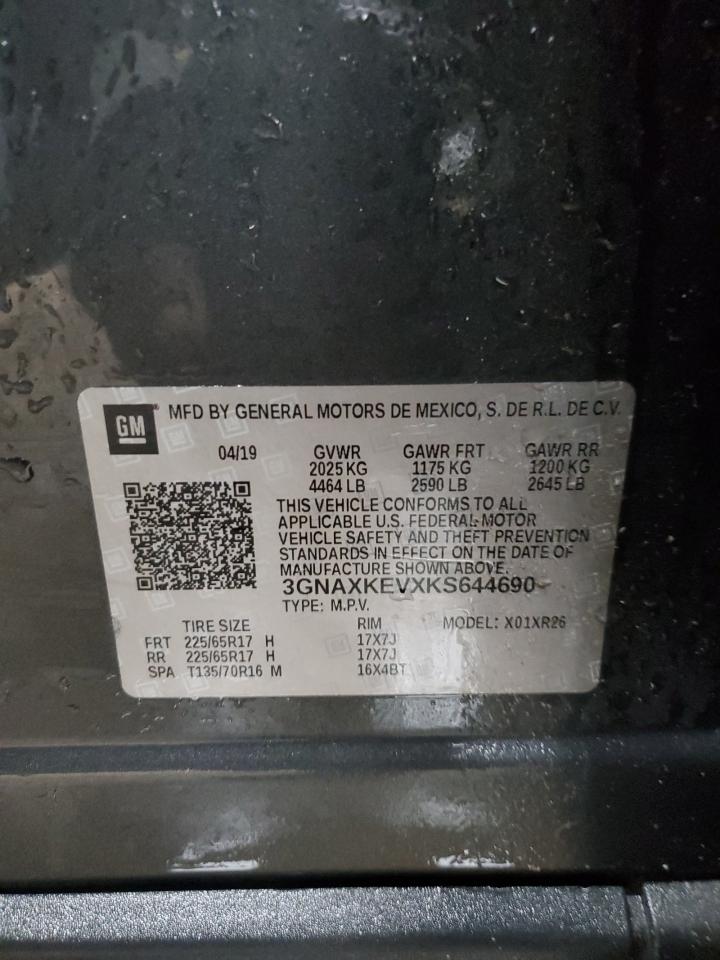 GM MFD BY GENERAL MOTORS DE MEXICO, S. DE R.L. DE C.V.
04/19 GVWR GAWR FRT GAWR RR
2025 KG 1175 KG 1200 KG
4464 LB 2590 LB 2645 LB
THIS VEHICLE CONFORMS TO ALL
APPLICABLE U.S. FEDERAL MOTOR
VEHICLE SAFETY AND THEFT PREVENTION
STANDARDS IN EFFECT ON THE DATE OF
MANUFACTURE SHOWN ABOVE.
3GNAXKEVXKS644690
TYPE: M.P.V.
TIRE SIZE RIM MODEL: X01XR26
FRT 225/65R17 H 17X7J
RR 225/65R17 H 17X7J
SPA T135/70R16 M 16X4BT